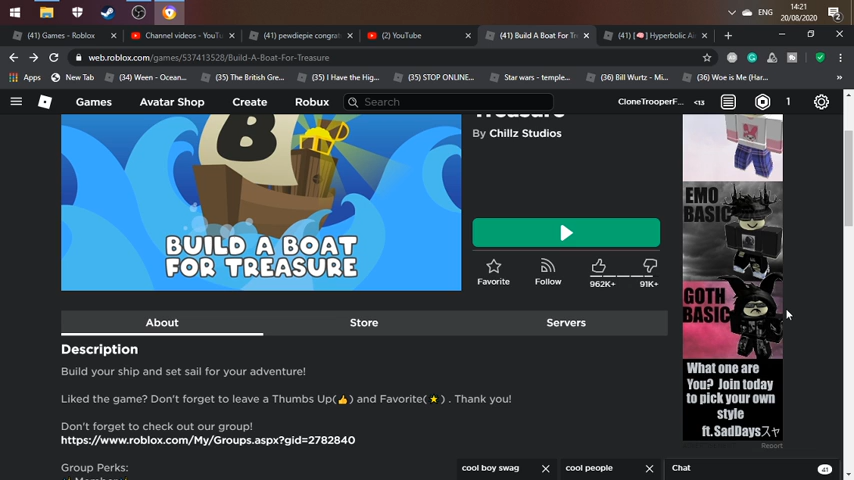 14:21
ENG
20/08/2020
2
(41) Games - Roblox
Channel videos - YouT
(41) pewdiepie congrat
(2) YouTube
(41) Build A Boat For Tr
(41) [🧠] Hyperbolic A
web.roblox.com/games/537413528/Build-A-Boat-For-Treasure
Apps
New Tab
(34) Ween - Ocean...
(35) The British Gre...
(35) I Have the Hig...
(35) STOP ONLINE...
Star wars - temple...
(36) Bill Wurtz - Mi...
(36) Woe is Me (Har...
Games
Avatar Shop
Create
Robux
Search
CloneTrooperF...
<13
1
Treasure
By Chillz Studios
B
BUILD A BOAT
FOR TREASURE
Favorite
Follow
962K+
91K+
EMO
BASIC
GOTH
BASIC
What one are
You? Join today
to pick your own
style
ft.SadDaysスャ
Report
About
Store
Servers
Description
Build your ship and set sail for your adventure!
Liked the game? Don't forget to leave a Thumbs Up(👍) and Favorite(⭐) . Thank you!
Don't forget to check out our group!
https://www.roblox.com/My/Groups.aspx?gid=2782840
Group Perks:
cool boy swag
cool people
Chat
41